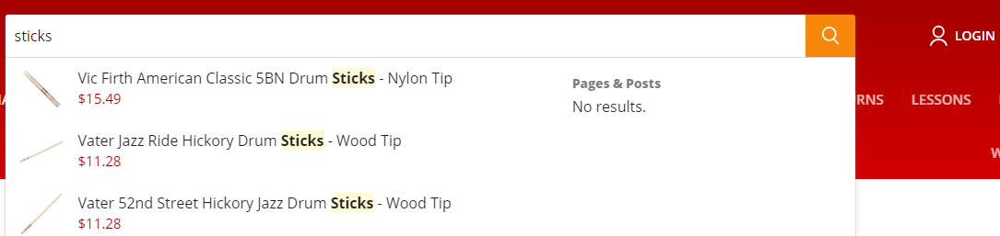 sticks
LOGIN
Vic Firth American Classic 5BN Drum Sticks - Nylon Tip
$15.49
Vater Jazz Ride Hickory Drum Sticks - Wood Tip
$11.28
Vater 52nd Street Hickory Jazz Drum Sticks - Wood Tip
$11.28
Pages & Posts
No results.
RNS LESSONS
W